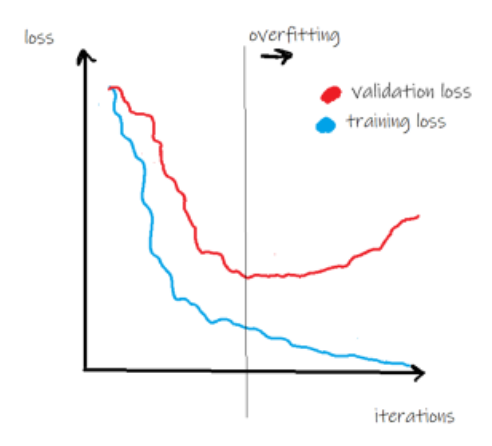 loss
overfitting
validation loss
training loss
iterations